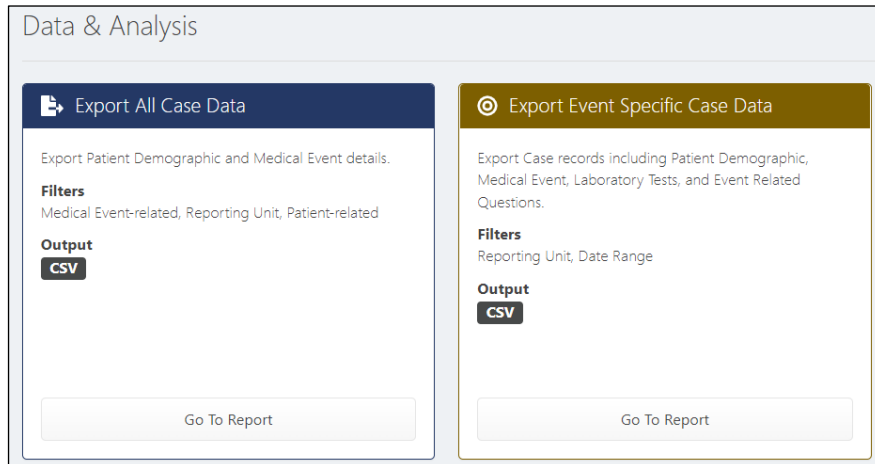 Data & Analysis
Export All Case Data
Export Patient Demographic and Medical Event details.
Filters
Medical Event-related, Reporting Unit, Patient-related
Output
CSV
Go To Report
Export Event Specific Case Data
Export Case records including Patient Demographic,
Medical Event, Laboratory Tests, and Event Related
Questions.
Filters
Reporting Unit, Date Range
Output
CSV
Go To Report